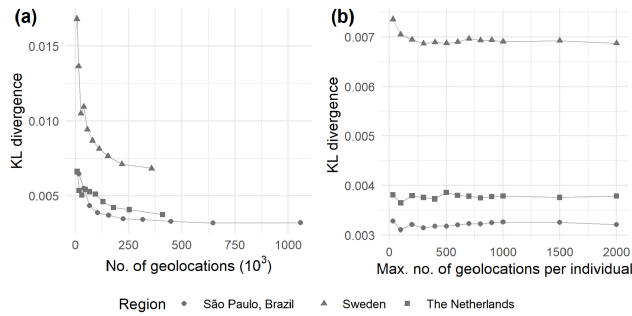 (a)
KL divergence
0.015
0.010
0.005
0 250 500 750 1000
No. of geolocations (10³)
(b)
KL divergence
0.007
0.006
0.005
0.004
0.003
0 500 1000 1500 2000
Max. no. of geolocations per individual
Region São Paulo, Brazil Sweden The Netherlands